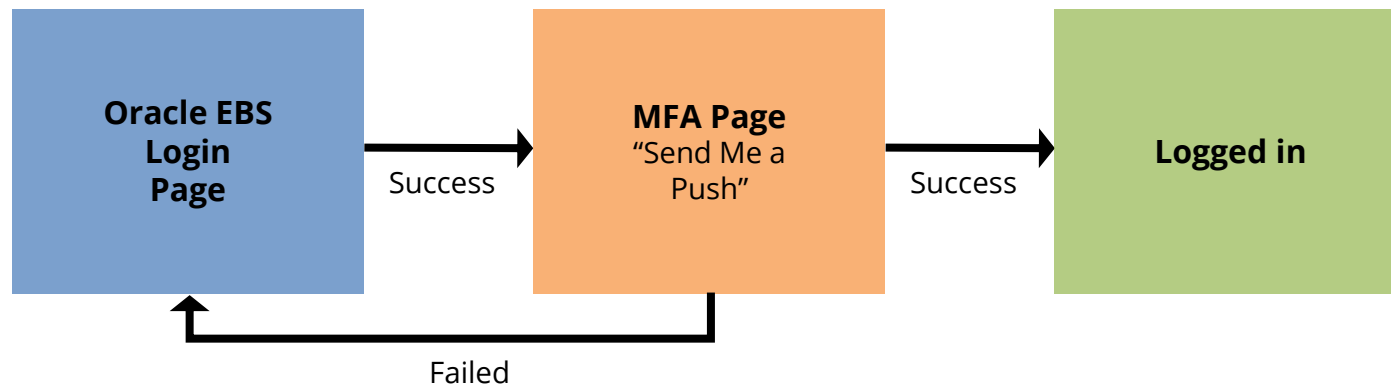 Oracle EBS
Login
Page
Success
MFA Page
“Send Me a
Push”
Success
Logged in
Failed